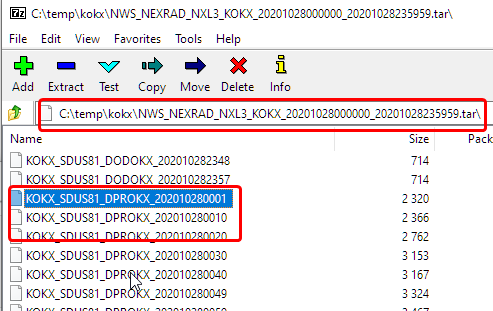 7z C:\temp\kokx\NWS_NEXRAD_NXL3_KOKX_20201028000000_20201028235959.tar\
File Edit View Favorites Tools Help
Add Extract Test Copy Move Delete Info
C:\temp\kokx\NWS_NEXRAD_NXL3_KOKX_20201028000000_20201028235959.tar\
Name Size Pack
KOKX_SDUS81_DODOKX_202010282348 714
KOKX_SDUS81_DODOKX_202010282357 714
KOKX_SDUS81_DPROKX_202010280001 2 320
KOKX_SDUS81_DPROKX_202010280010 2 366
KOKX_SDUS81_DPROKX_202010280020 2 762
KOKX_SDUS81_DPROKX_202010280030 3 153
KOKX_SDUS81_DPROKX_202010280040 3 167
KOKX_SDUS81_DPROKX_202010280049 3 324